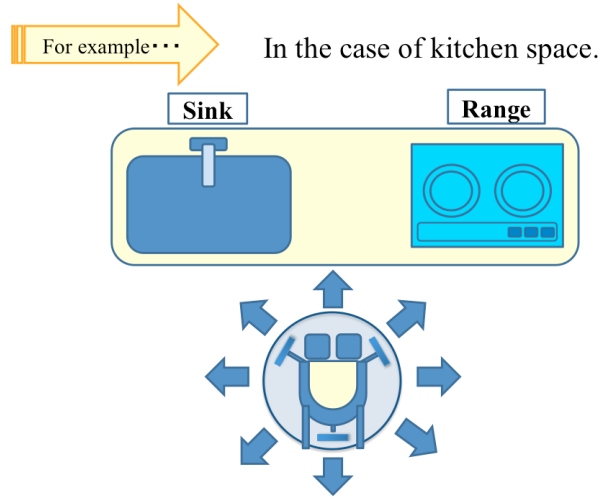 For example･･･
In the case of kitchen space.
Sink
Range